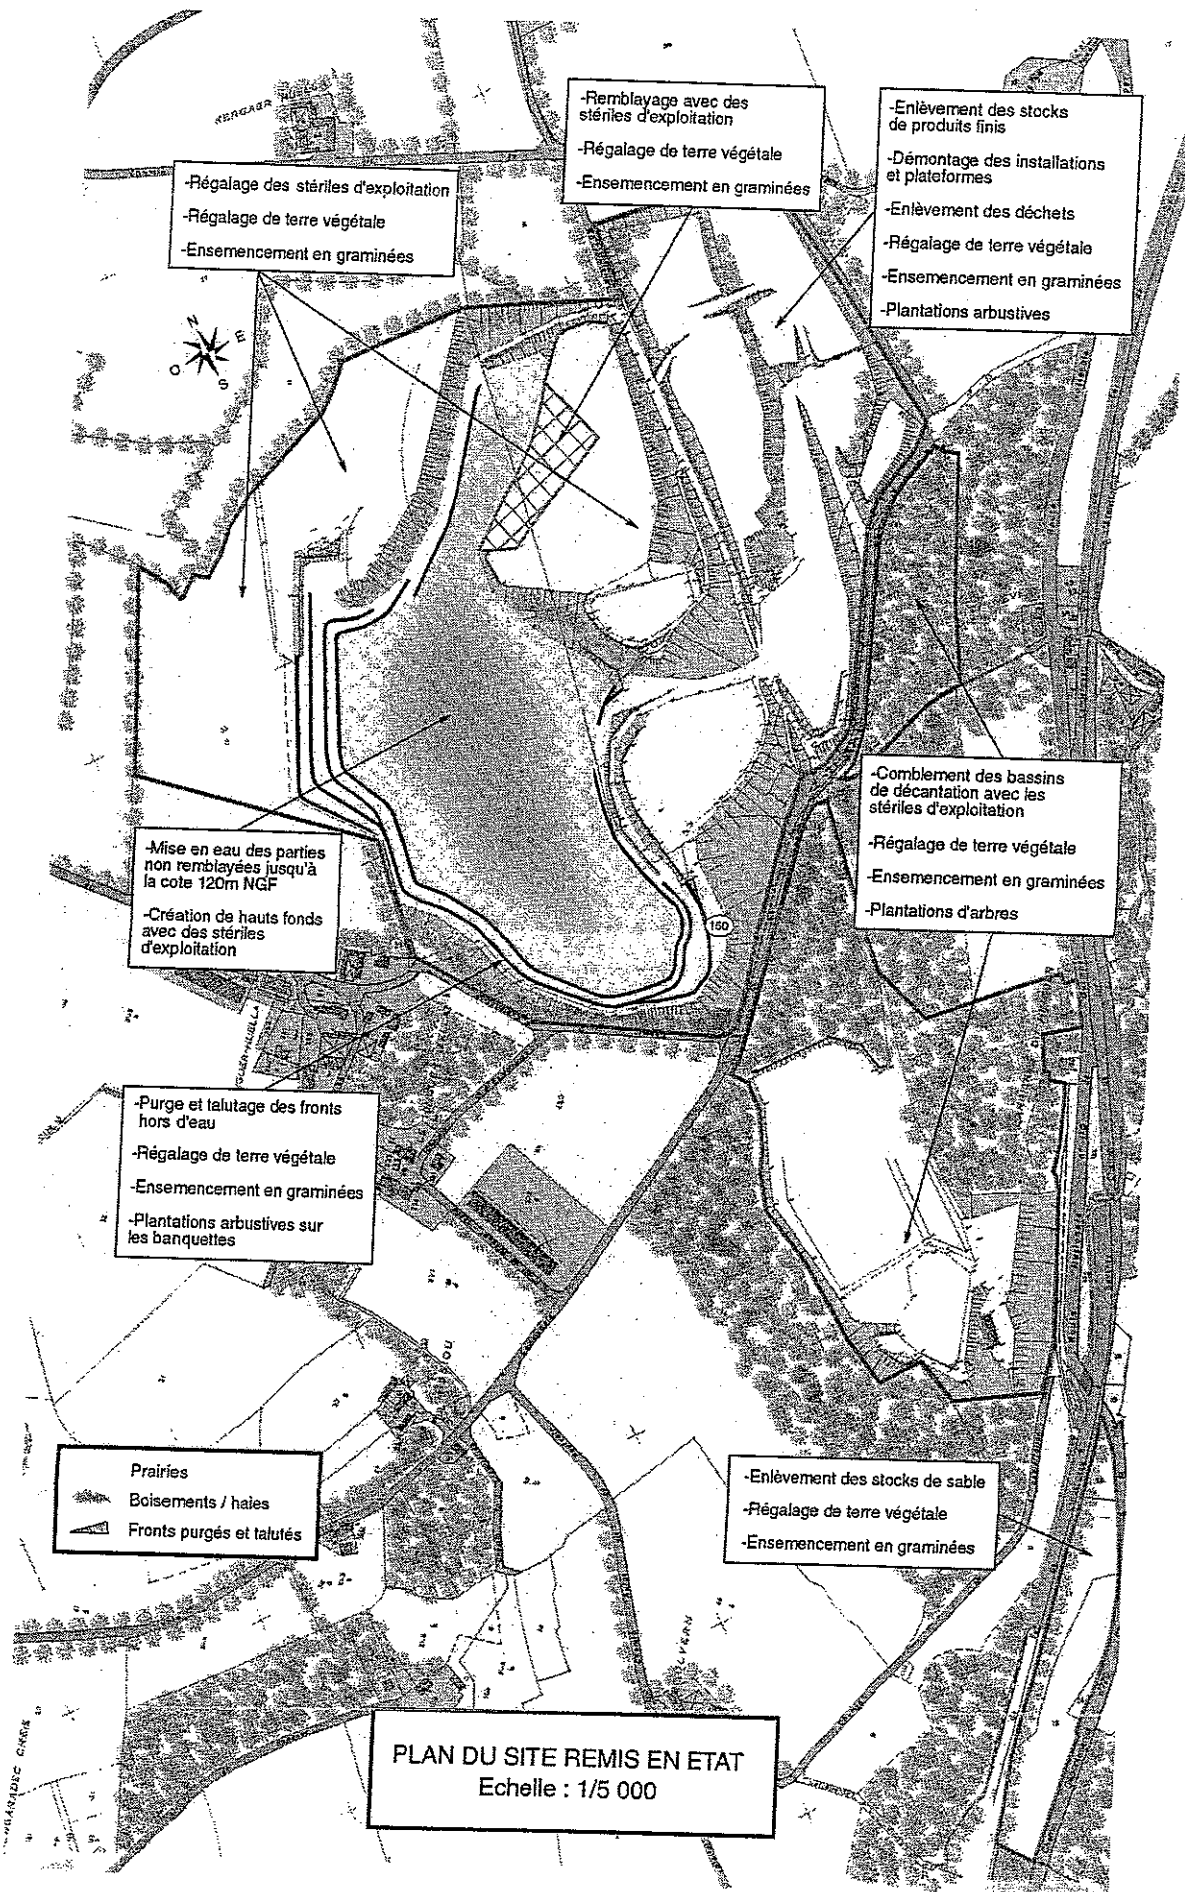 -Remblayage avec des
stériles d'exploitation
-Régalage de terre végétale
-Ensemencement en graminées
-Enlèvement des stocks
de produits finis
-Démontage des installations
et plateformes
-Enlèvement des déchets
-Régalage de terre végétale
-Ensemencement en graminées
-Plantations arbustives
-Régalage des stériles d'exploitation
-Régalage de terre végétale
-Ensemencement en graminées
N
E
O
S
-Comblement des bassins
de décantation avec les
stériles d'exploitation
-Régalage de terre végétale
-Ensemencement en graminées
-Plantations d'arbres
-Mise en eau des parties
non remblayées jusqu'à
la cote 120m NGF
-Création de hauts fonds
avec des stériles
d'exploitation
150
-Purge et talutage des fronts
hors d'eau
-Régalage de terre végétale
-Ensemencement en graminées
-Plantations arbustives sur
les banquettes
Prairies
Boisements / haies
Fronts purgés et talutés
-Enlèvement des stocks de sable
-Régalage de terre végétale
-Ensemencement en graminées
PLAN DU SITE REMIS EN ETAT
Echelle : 1/5 000